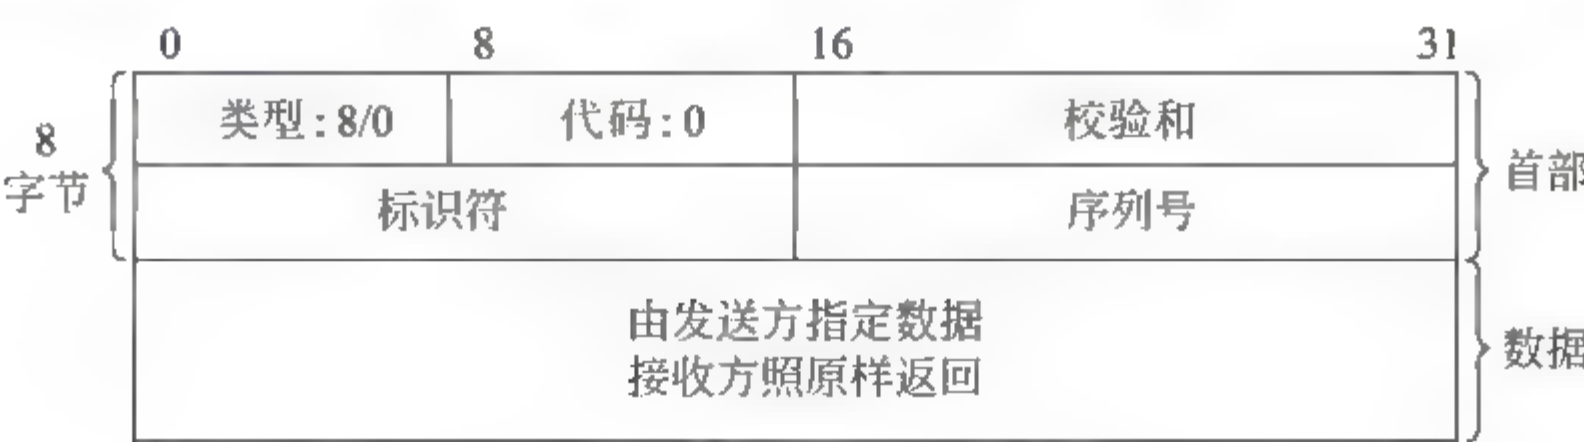 0 8 16 31
类型:8/0 代码:0 校验和
8
字节
首部
标识符 序列号
由发送方指定数据
接收方照原样返回
数据